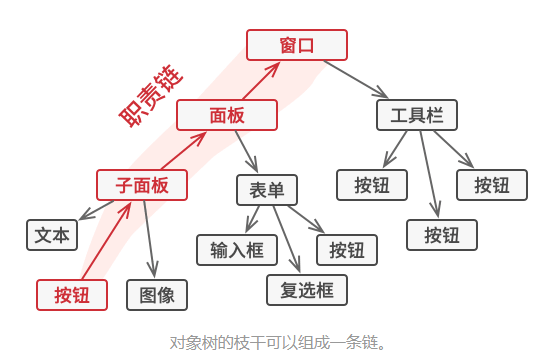 窗口
职责链
面板
工具栏
子面板
表单
按钮
按钮
文本
输入框
按钮
按钮
按钮
图像
复选框
对象树的枝干可以组成一条链。